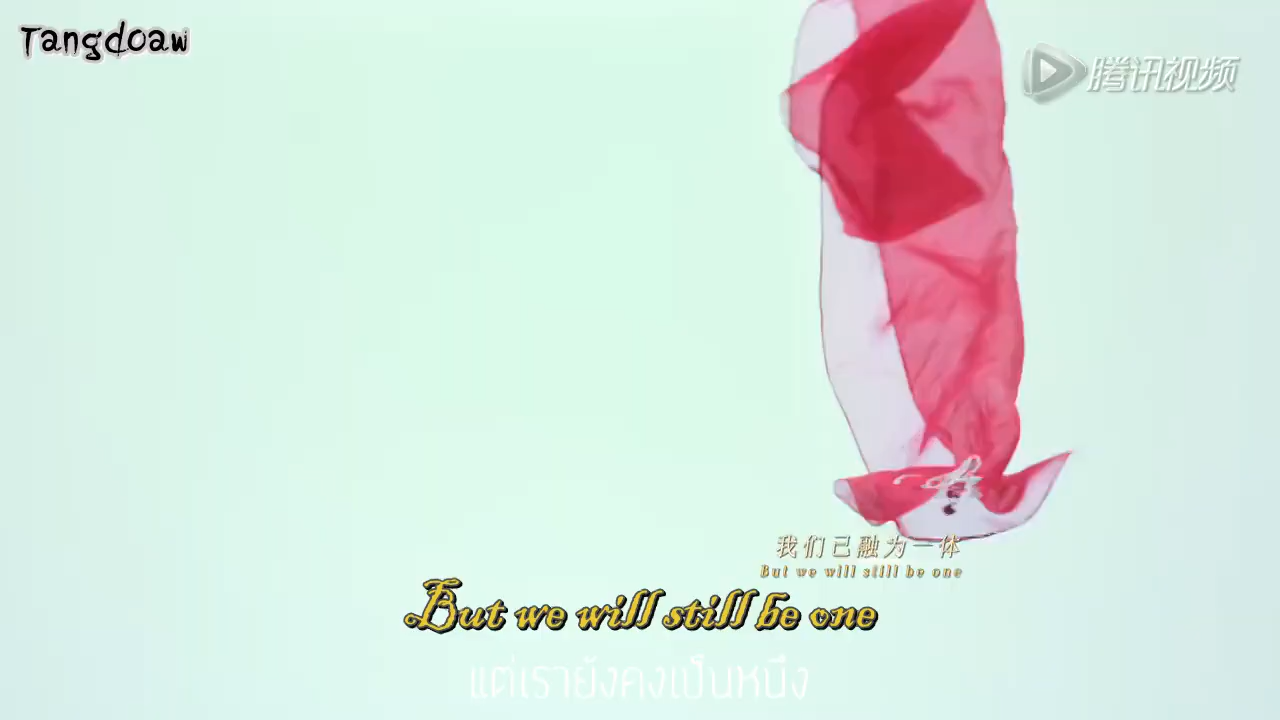 Tangdoaw
腾讯视频
我们已融为一体
But we will still be one
But we will still be one
แต่เรายังคงเป็นหนึ่ง